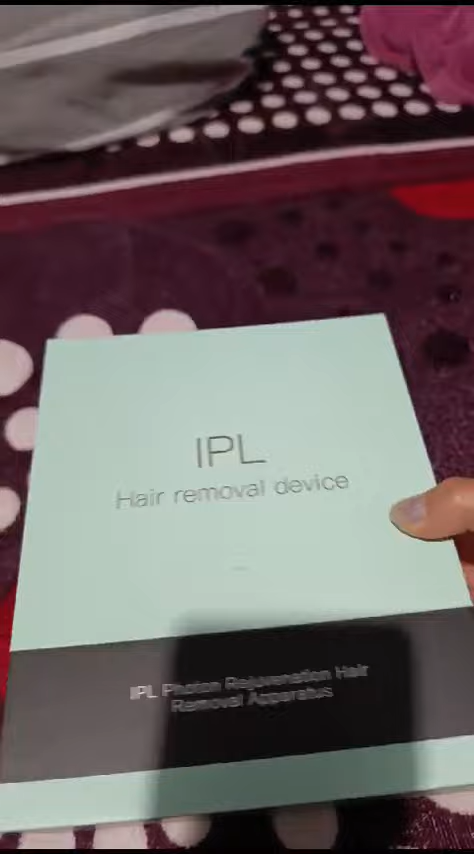 IPL
Hair removal device
IPL Photon Rejuvenation Hair
Removal Apparatus